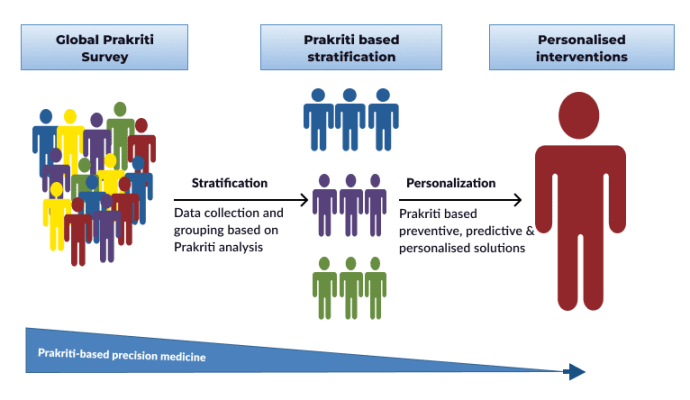 Global Prakriti
Survey
Prakriti based
stratification
Personalised
interventions
Stratification
Data collection and
grouping based on
Prakriti analysis
Personalization
Prakriti based
preventive, predictive &
personalised solutions
Prakriti-based precision medicine